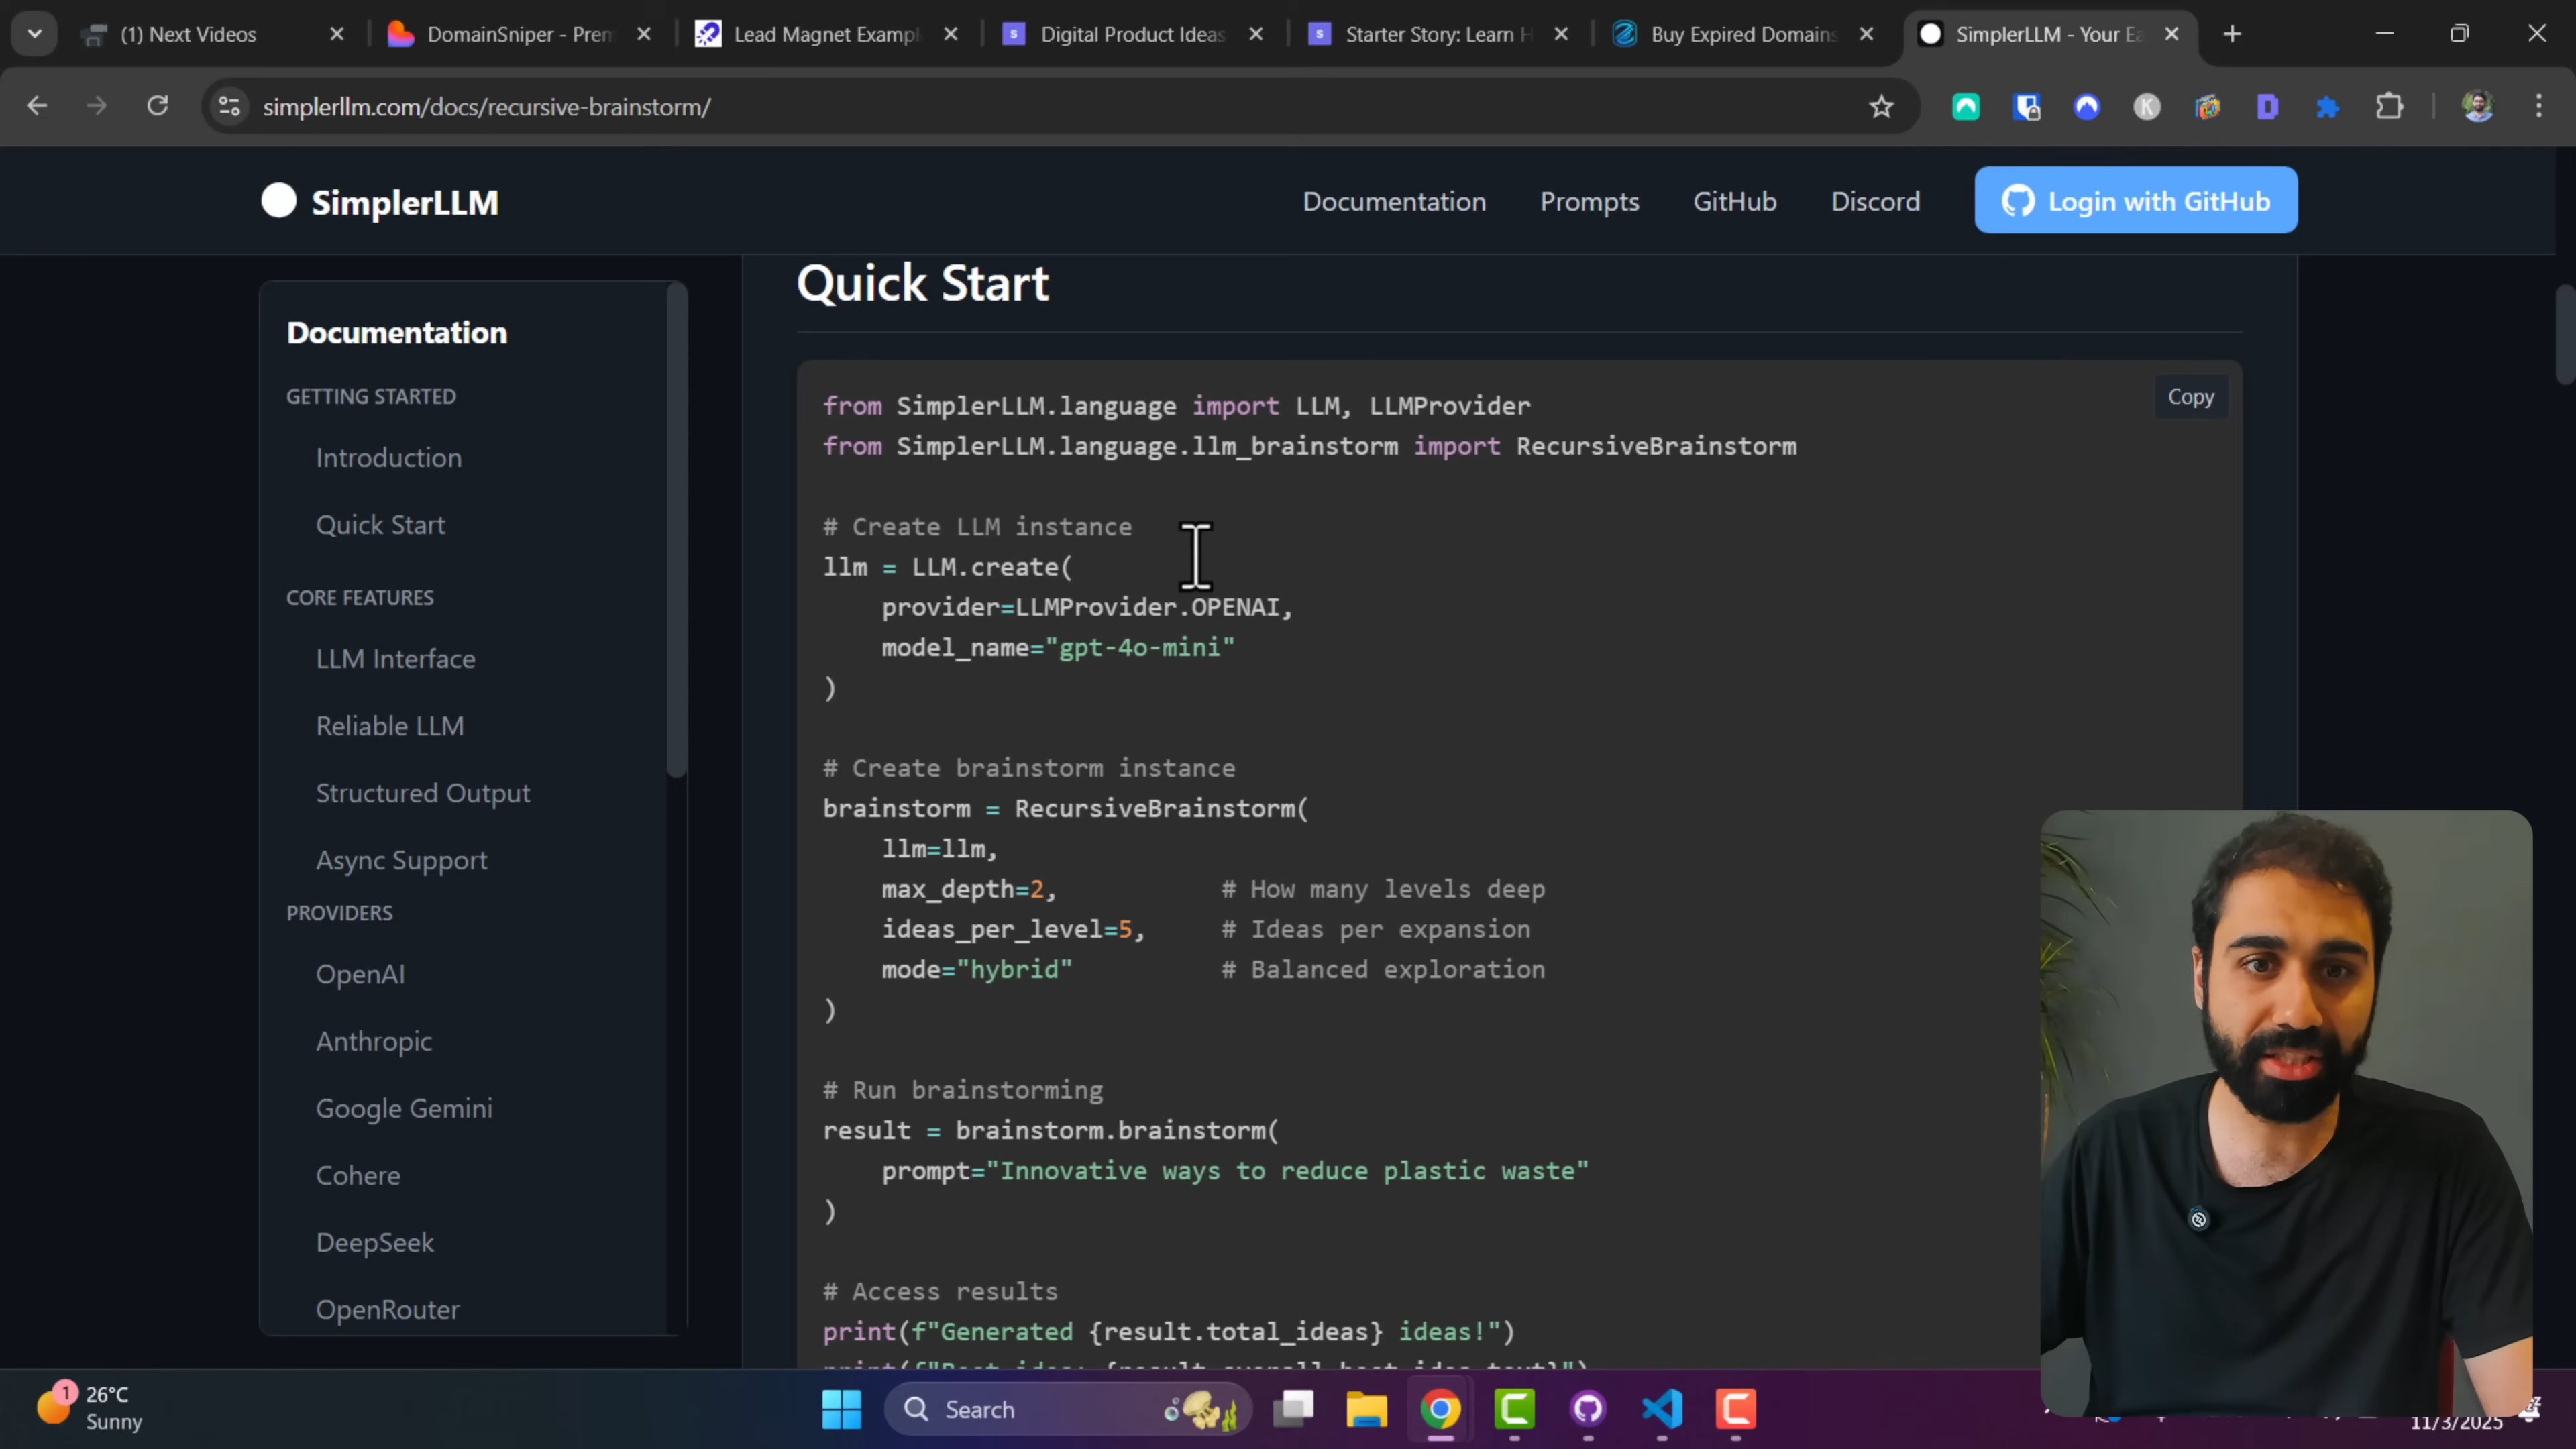 (1) Next Videos
DomainSniper - Prem
Lead Magnet Exampl
Digital Product Ideas
Starter Story: Learn H
Buy Expired Domains
SimplerLLM - Your Ea
simplerllm.com/docs/recursive-brainstorm/
SimplerLLM
Documentation
Prompts
GitHub
Discord
Login with GitHub
Documentation
GETTING STARTED
Introduction
Quick Start
CORE FEATURES
LLM Interface
Reliable LLM
Structured Output
Async Support
PROVIDERS
OpenAI
Anthropic
Google Gemini
Cohere
DeepSeek
OpenRouter
Quick Start
Copy
from SimplerLLM.language import LLM, LLMProvider
from SimplerLLM.language.llm_brainstorm import RecursiveBrainstorm
# Create LLM instance
llm = LLM.create(
provider=LLMProvider.OPENAI,
model_name="gpt-4o-mini"
)
# Create brainstorm instance
brainstorm = RecursiveBrainstorm(
llm=llm,
max_depth=2, # How many levels deep
ideas_per_level=5, # Ideas per expansion
mode="hybrid" # Balanced exploration
)
# Run brainstorming
result = brainstorm.brainstorm(
prompt="Innovative ways to reduce plastic waste"
)
# Access results
print(f"Generated {result.total_ideas} ideas!")
1
26°C
Sunny
Search
11/3/2025